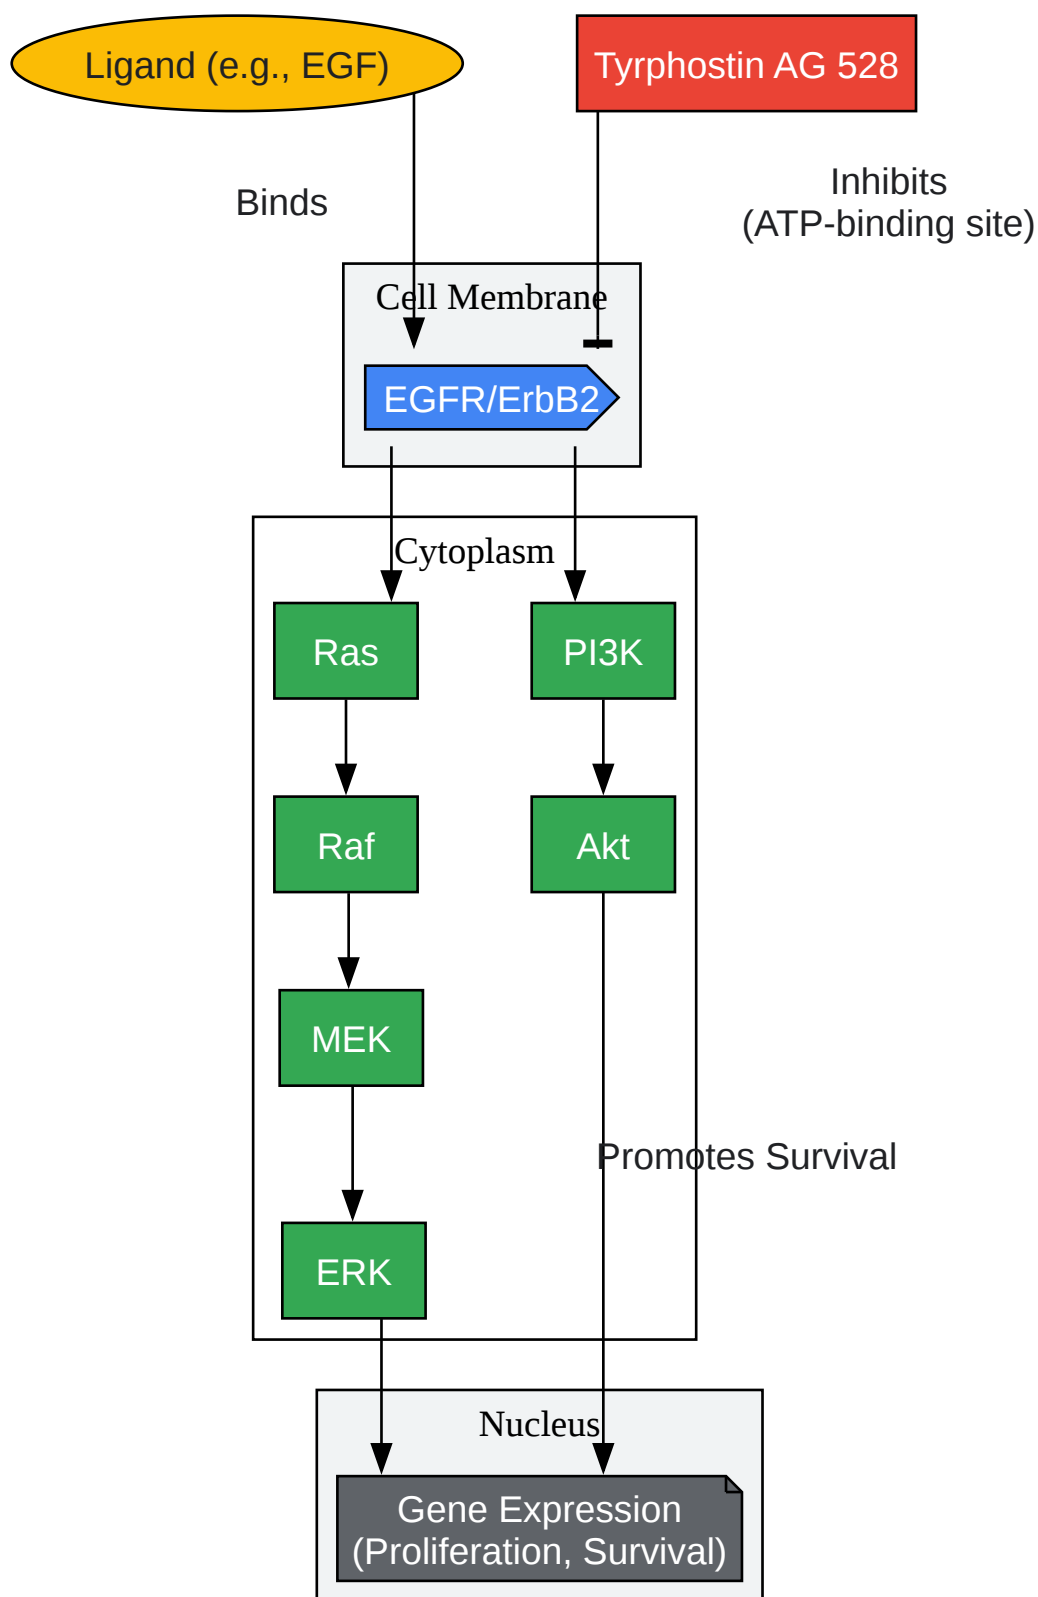 Ligand (e.g., EGF)
Tyrphostin AG 528
Binds
Inhibits
(ATP-binding site)
Cell Membrane
EGFR/ErbB2
Cytoplasm
Ras
PI3K
Raf
Akt
MEK
Promotes Survival
ERK
Nucleus
Gene Expression
(Proliferation, Survival)